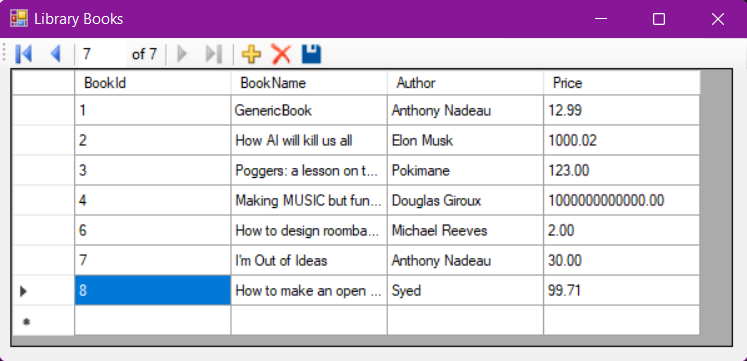 Library Books
7 of 7
BookId BookName Author Price
1 GenericBook Anthony Nadeau 12.99
2 How AI will kill us all Elon Musk 1000.02
3 Poggers: a lesson on t... Pokimane 123.00
4 Making MUSIC but fun... Douglas Giroux 1000000000000.00
6 How to design roomba... Michael Reeves 2.00
7 I'm Out of Ideas Anthony Nadeau 30.00
8 How to make an open ... Syed 99.71